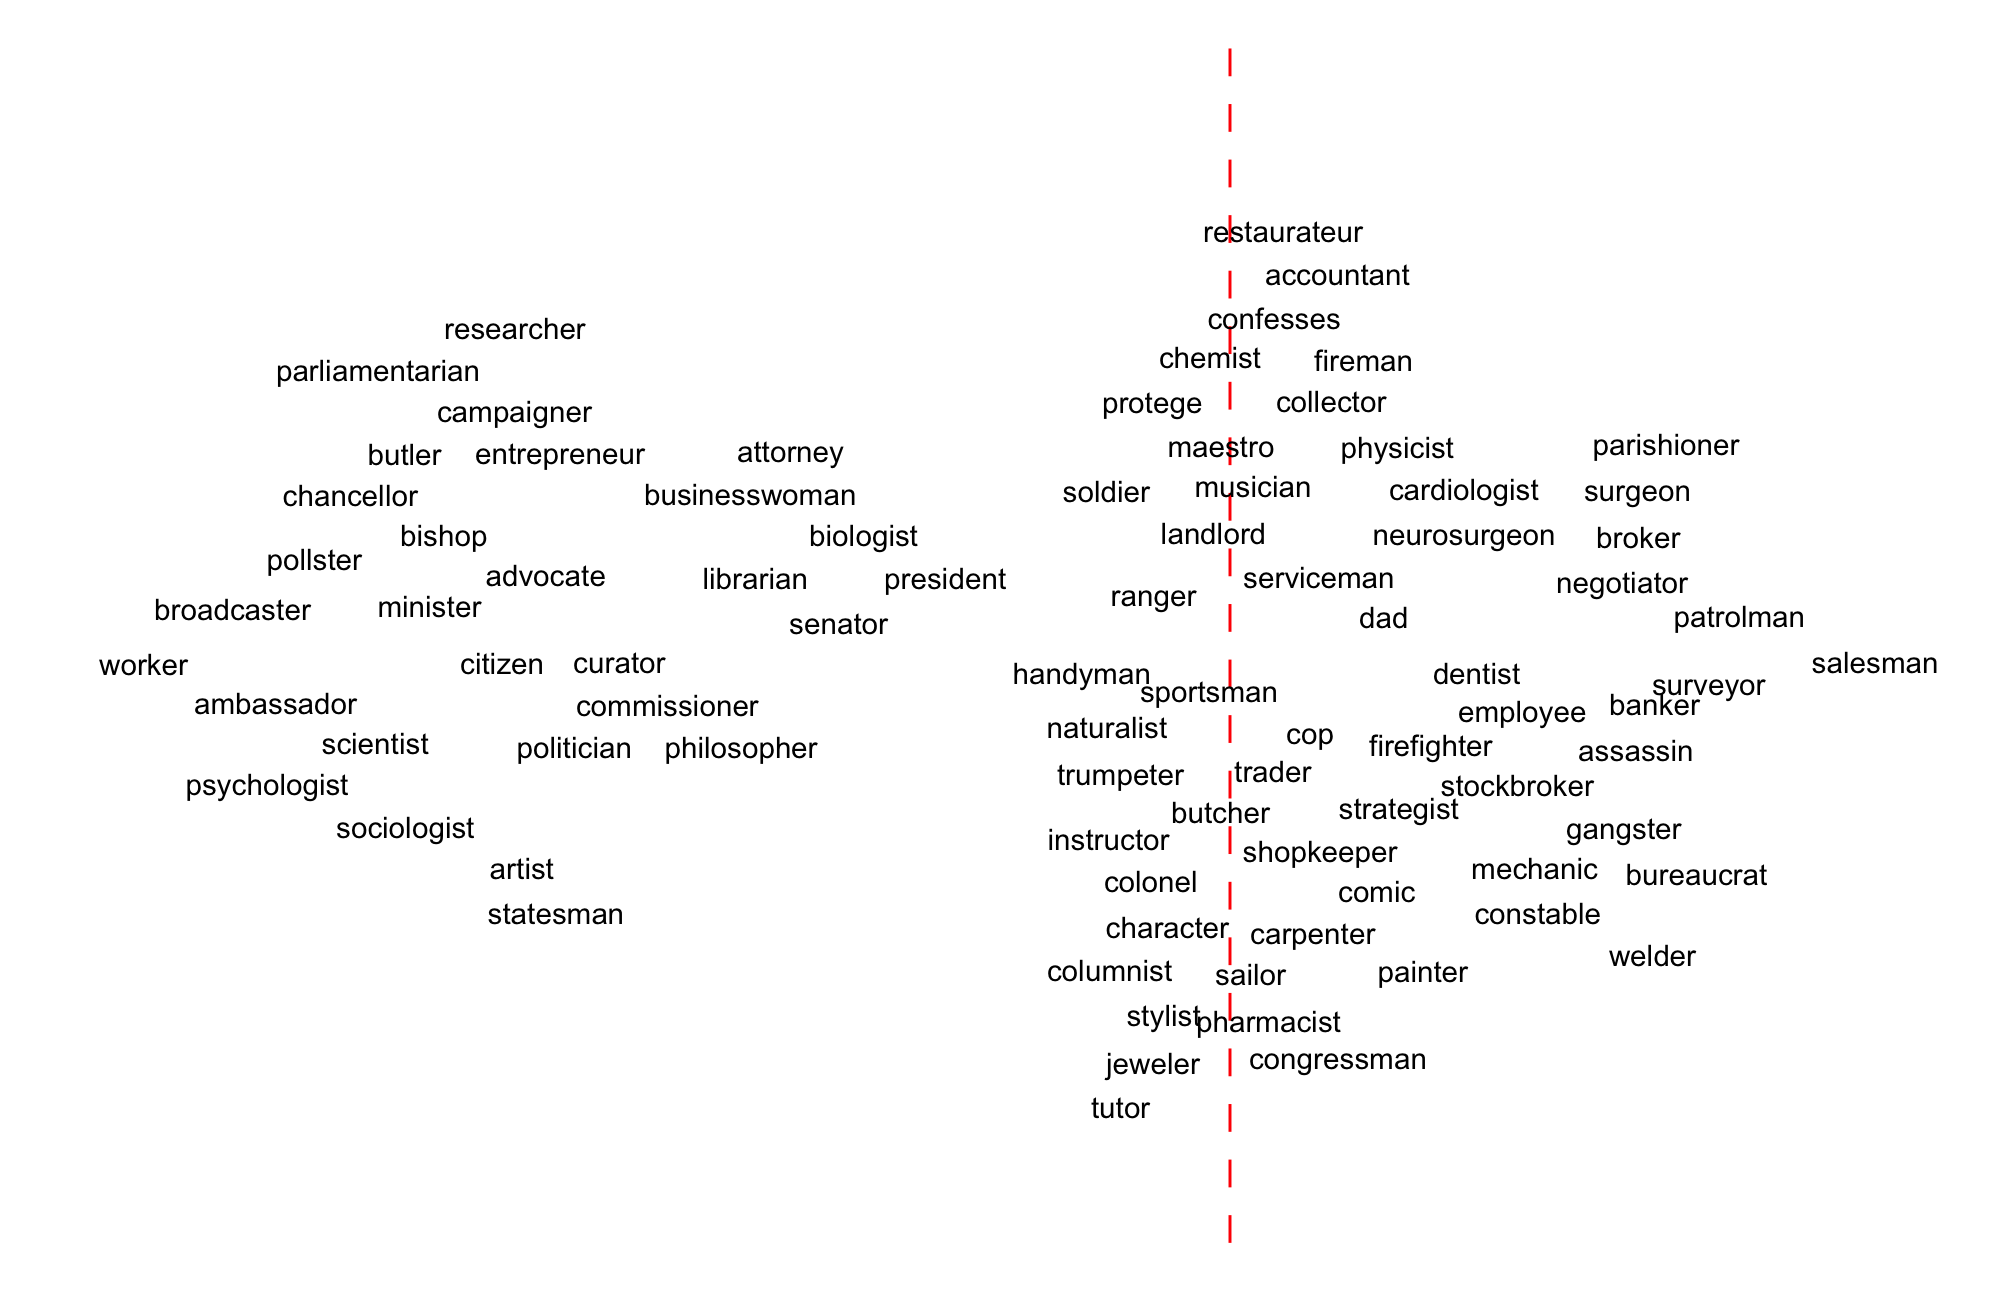 restaurateur
accountant
confesses
researcher
chemist fireman
parliamentarian
protege collector
campaigner
butler entrepreneur attorney maestro physicist parishioner
chancellor businesswoman soldier musician cardiologist surgeon
bishop biologist landlord neurosurgeon broker
pollster
advocate librarian president serviceman negotiator
broadcaster minister ranger
senator dad patrolman
worker citizen curator handyman dentist salesman
sportsman surveyor
ambassador commissioner employee banker
naturalist cop
scientist politician philosopher firefighter assassin
trumpeter trader
psychologist stockbroker
butcher strategist
sociologist instructor gangster
shopkeeper
artist colonel mechanic bureaucrat
comic
statesman character carpenter constable
welder
columnist sailor painter
stylist pharmacist
jeweler congressman
tutor